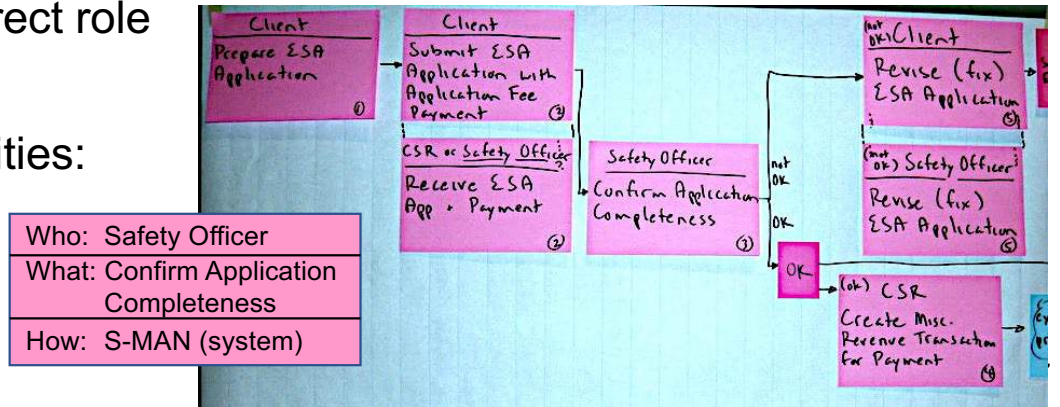 rrect role
ities:
Who: Safety Officer
What: Confirm Application
Completeness
How: S-MAN (system)
Client
Prepare ESA
Application
①
Client
Submit ESA
Application with
Application Fee
Payment
②
CSR or Safety Officer
?
Receive ESA
App + Payment
②
Safety Officer
Confirm Application
Completeness
③
not
OK
OK
OK
(not
OK) Client
Revise (fix)
ESA Application
⑤
(not
OK) Safety Officer
Revise (fix)
ESA Application
⑤
(ok) CSR
Create Misc.
Revenue Transaction
for Payment
④